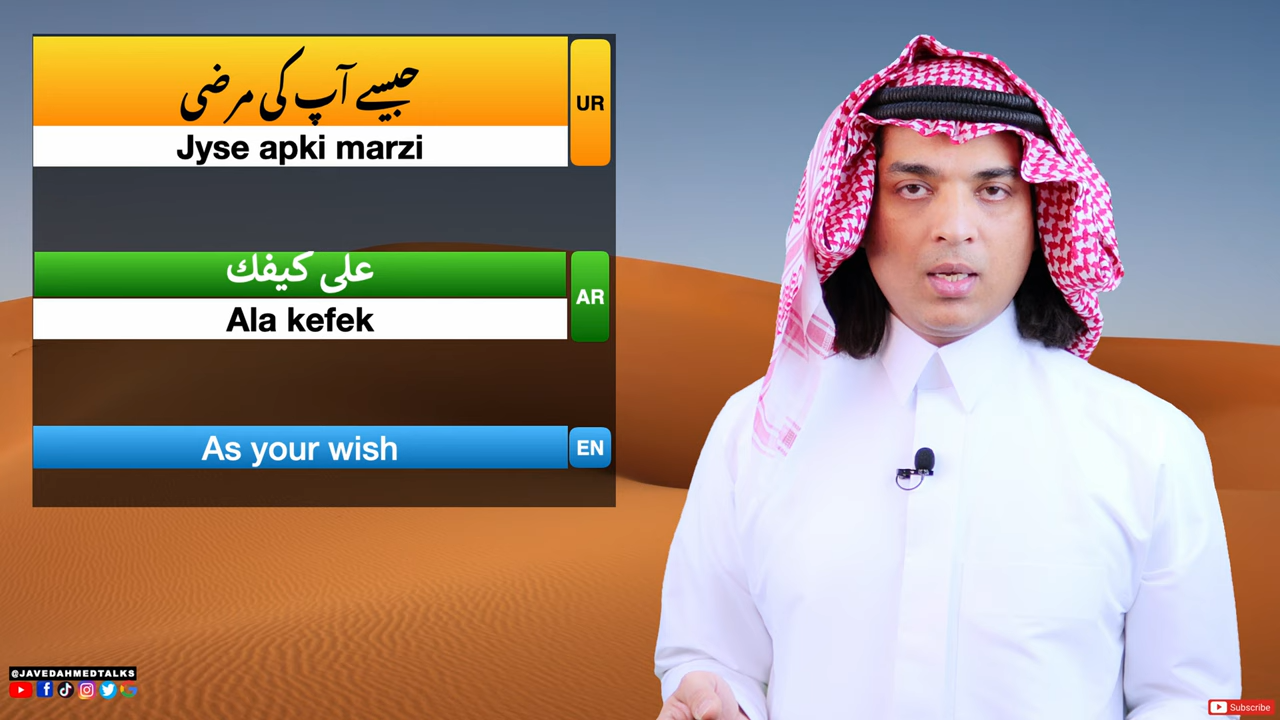 جیسے آپ کی مرضی
UR
Jyse apki marzi
على كيفك
AR
Ala kefek
As your wish
EN
@JAVEDAHMEDTALKS
Subscribe